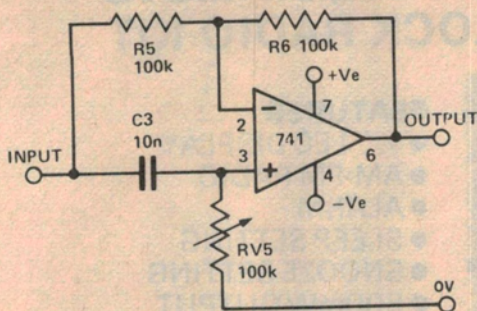 R5
100k
R6 100k
+Ve
7
C3
10n
2
741
OUTPUT
6
INPUT
3
4
-Ve
RV5
100k
0V